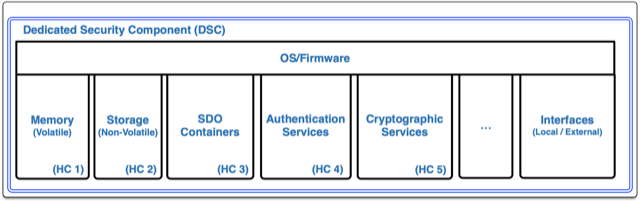 Dedicated Security Component (DSC)
OS/Firmware
Memory
(Volatile)
(HC 1)
Storage
(Non-Volatile)
(HC 2)
SDO
Containers
(HC 3)
Authentication
Services
(HC 4)
Cryptographic
Services
(HC 5)
...
Interfaces
(Local / External)